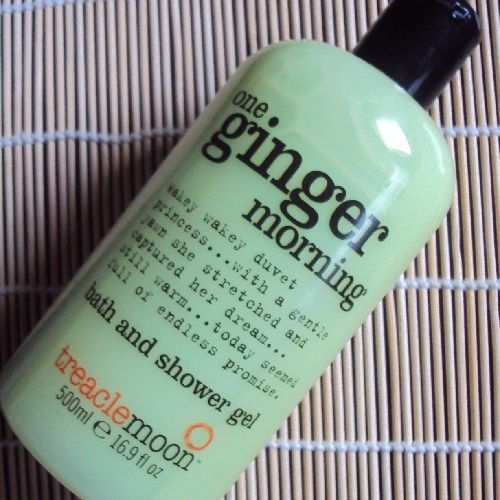 one
ginger
morning
wakey wakey duvet
princess...with a gentle
yawn she stretched and
captured her dream...
still warm...today seemed
full of endless promise.
bath and shower gel
treaclemoon™
500ml e 16.9 fl oz